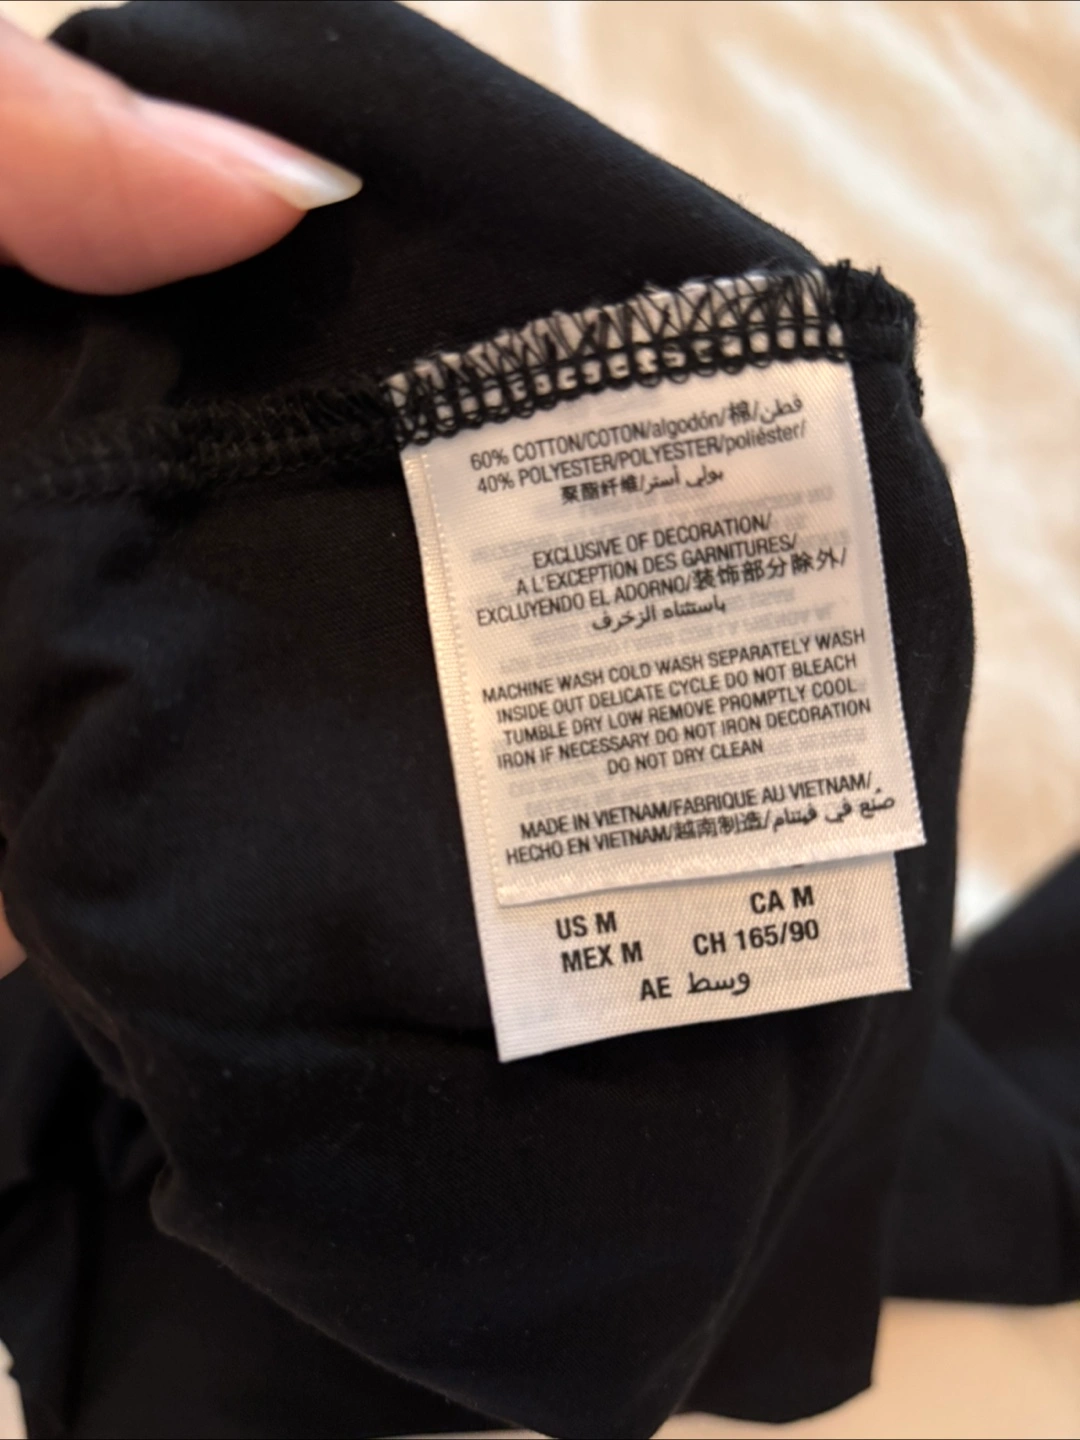 60% COTTON/COTON/algodón/棉/قطن
40% POLYESTER/POLYESTER/poliéster/
聚酯纤维/بولي أستر
EXCLUSIVE OF DECORATION/
A L'EXCEPTION DES GARNITURES/
EXCLUYENDO EL ADORNO/装饰部分除外/
باستثناء الزخرف
MACHINE WASH COLD WASH SEPARATELY WASH
INSIDE OUT DELICATE CYCLE DO NOT BLEACH
TUMBLE DRY LOW REMOVE PROMPTLY COOL
IRON IF NECESSARY DO NOT IRON DECORATION
DO NOT DRY CLEAN
MADE IN VIETNAM/FABRIQUE AU VIETNAM/
HECHO EN VIETNAM/越南制造/صُنع في فيتنام
US M CA M
MEX M CH 165/90
AE وسط